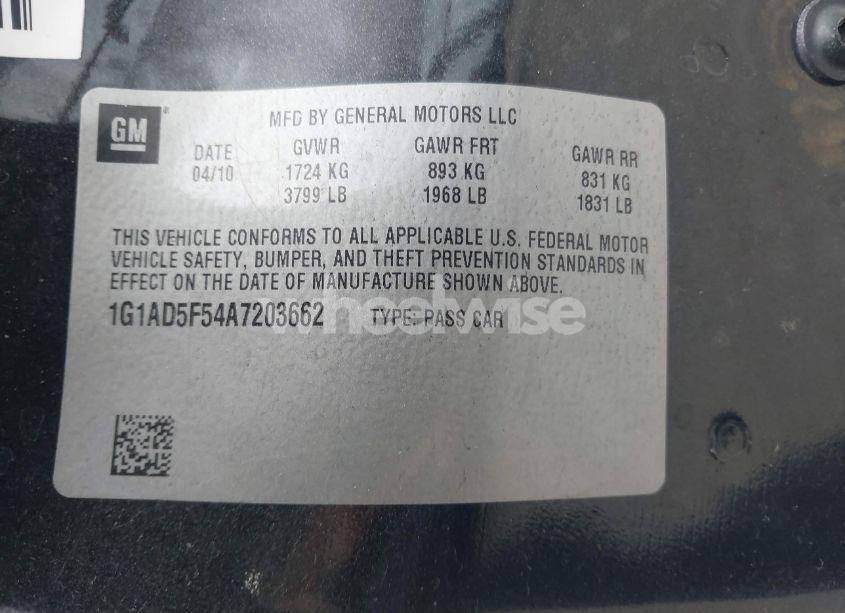 GM
MFD BY GENERAL MOTORS LLC
DATE GVWR GAWR FRT GAWR RR
04/10 1724 KG 893 KG 831 KG
3799 LB 1968 LB 1831 LB
THIS VEHICLE CONFORMS TO ALL APPLICABLE U.S. FEDERAL MOTOR
VEHICLE SAFETY, BUMPER, AND THEFT PREVENTION STANDARDS IN
EFFECT ON THE DATE OF MANUFACTURE SHOWN ABOVE.
1G1AD5F54A7203662 TYPE: PASS CAR
wheelwise